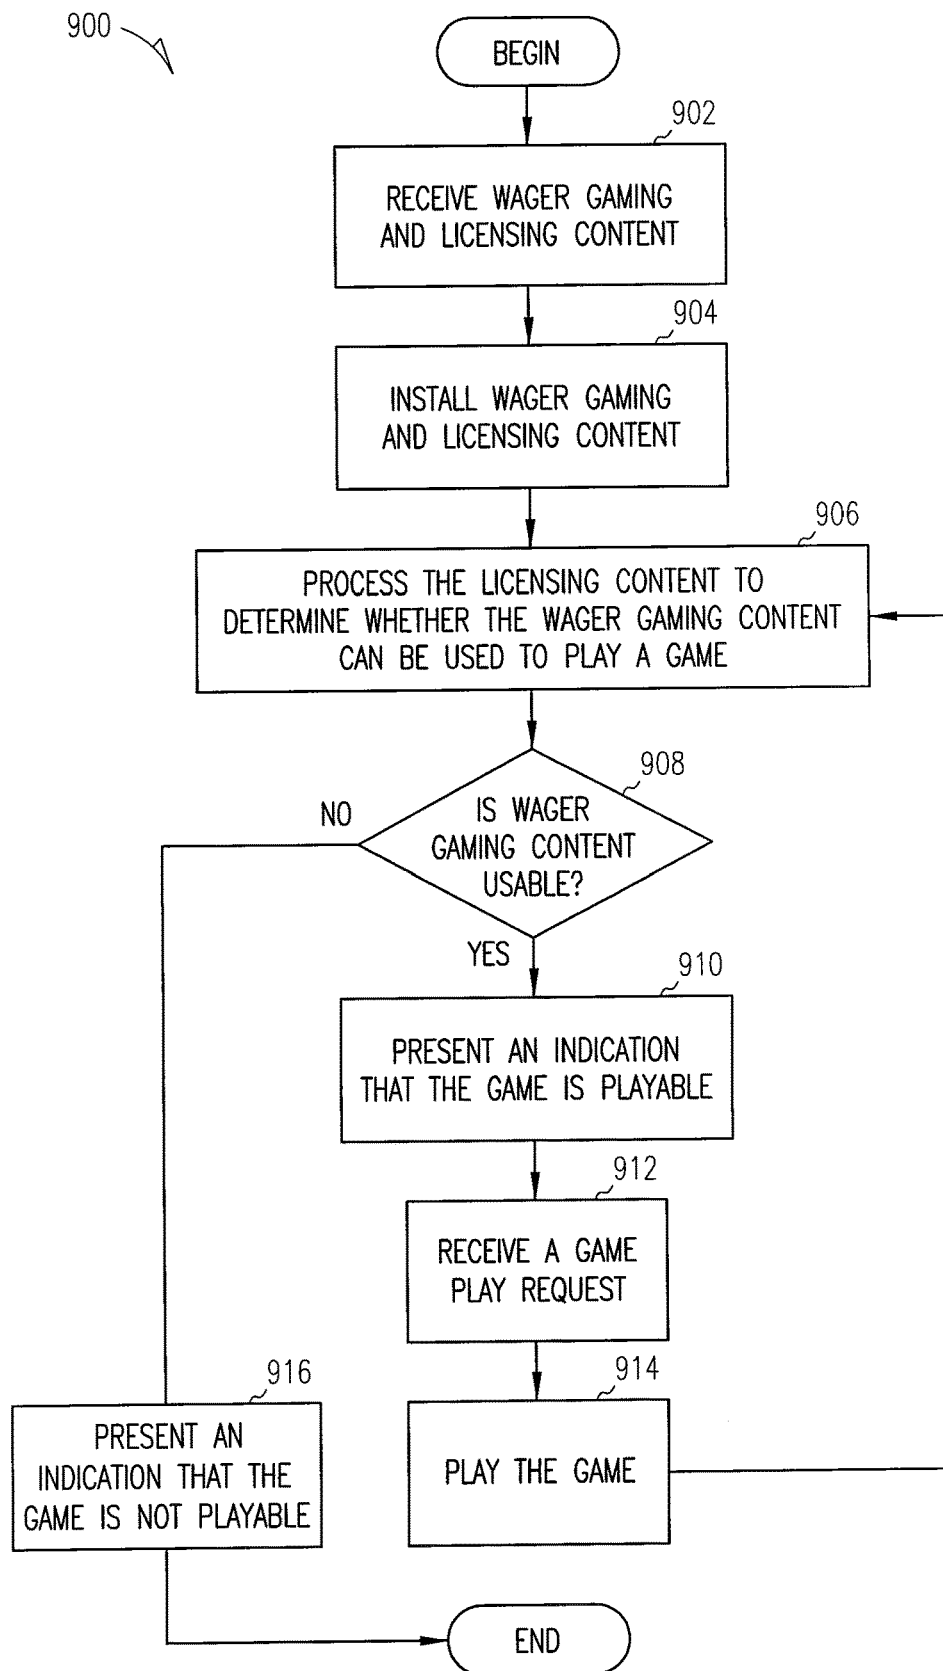 900
BEGIN
902
RECEIVE WAGER GAMING
AND LICENSING CONTENT
904
INSTALL WAGER GAMING
AND LICENSING CONTENT
906
PROCESS THE LICENSING CONTENT TO
DETERMINE WHETHER THE WAGER GAMING CONTENT
CAN BE USED TO PLAY A GAME
908
IS WAGER
GAMING CONTENT
USABLE?
NO
YES
910
PRESENT AN INDICATION
THAT THE GAME IS PLAYABLE
912
RECEIVE A GAME
PLAY REQUEST
914
PLAY THE GAME
916
PRESENT AN
INDICATION THAT THE
GAME IS NOT PLAYABLE
END